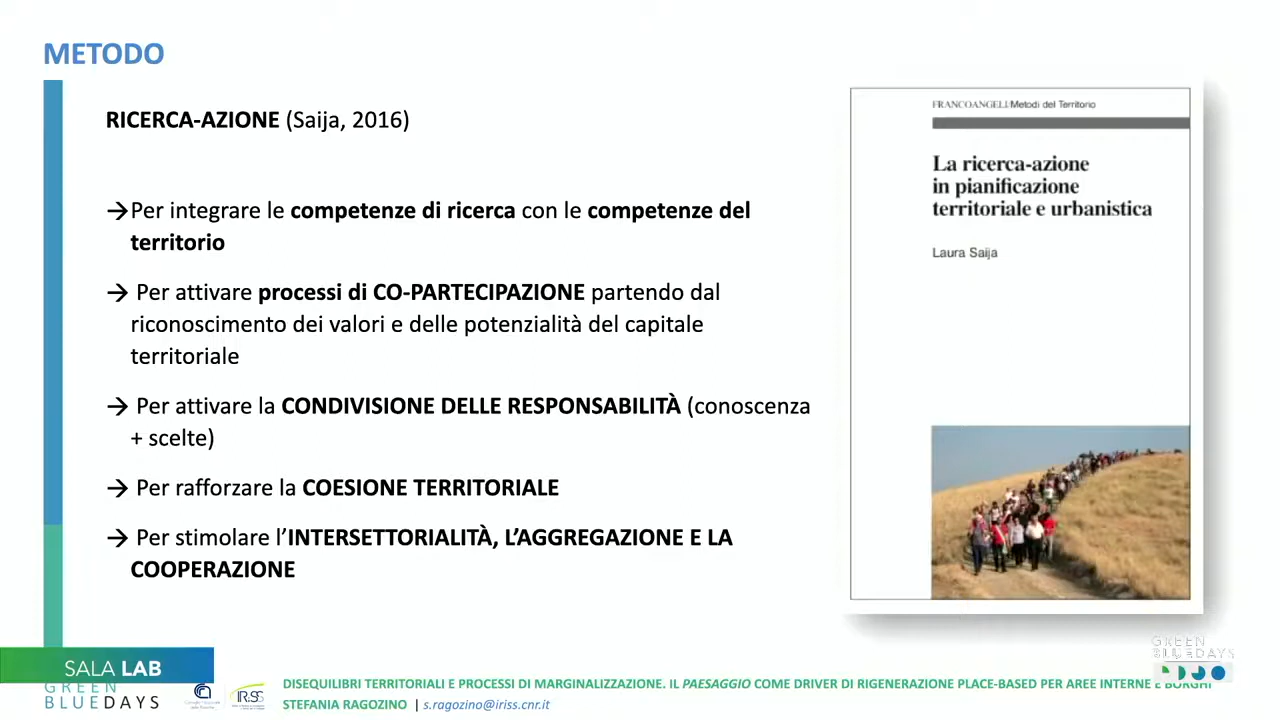 METODO
RICERCA-AZIONE (Saija, 2016)
→Per integrare le competenze di ricerca con le competenze del
territorio
→ Per attivare processi di CO-PARTECIPAZIONE partendo dal
riconoscimento dei valori e delle potenzialità del capitale
territoriale
→ Per attivare la CONDIVISIONE DELLE RESPONSABILITÀ (conoscenza
+ scelte)
→ Per rafforzare la COESIONE TERRITORIALE
→ Per stimolare l’INTERSETTORIALITÀ, L’AGGREGAZIONE E LA
COOPERAZIONE
FRANCOANGELI/Metodi del Territorio
La ricerca-azione
in pianificazione
territoriale e urbanistica
Laura Saija
SALA LAB
GREEN
BLUEDAYS
IRISS
GREEN
BLUEDAYS
DISEQUILIBRI TERRITORIALI E PROCESSI DI MARGINALIZZAZIONE. IL PAESAGGIO COME DRIVER DI RIGENERAZIONE PLACE-BASED PER AREE INTERNE E BORGHI
STEFANIA RAGOZINO | s.ragozino@iriss.cnr.it